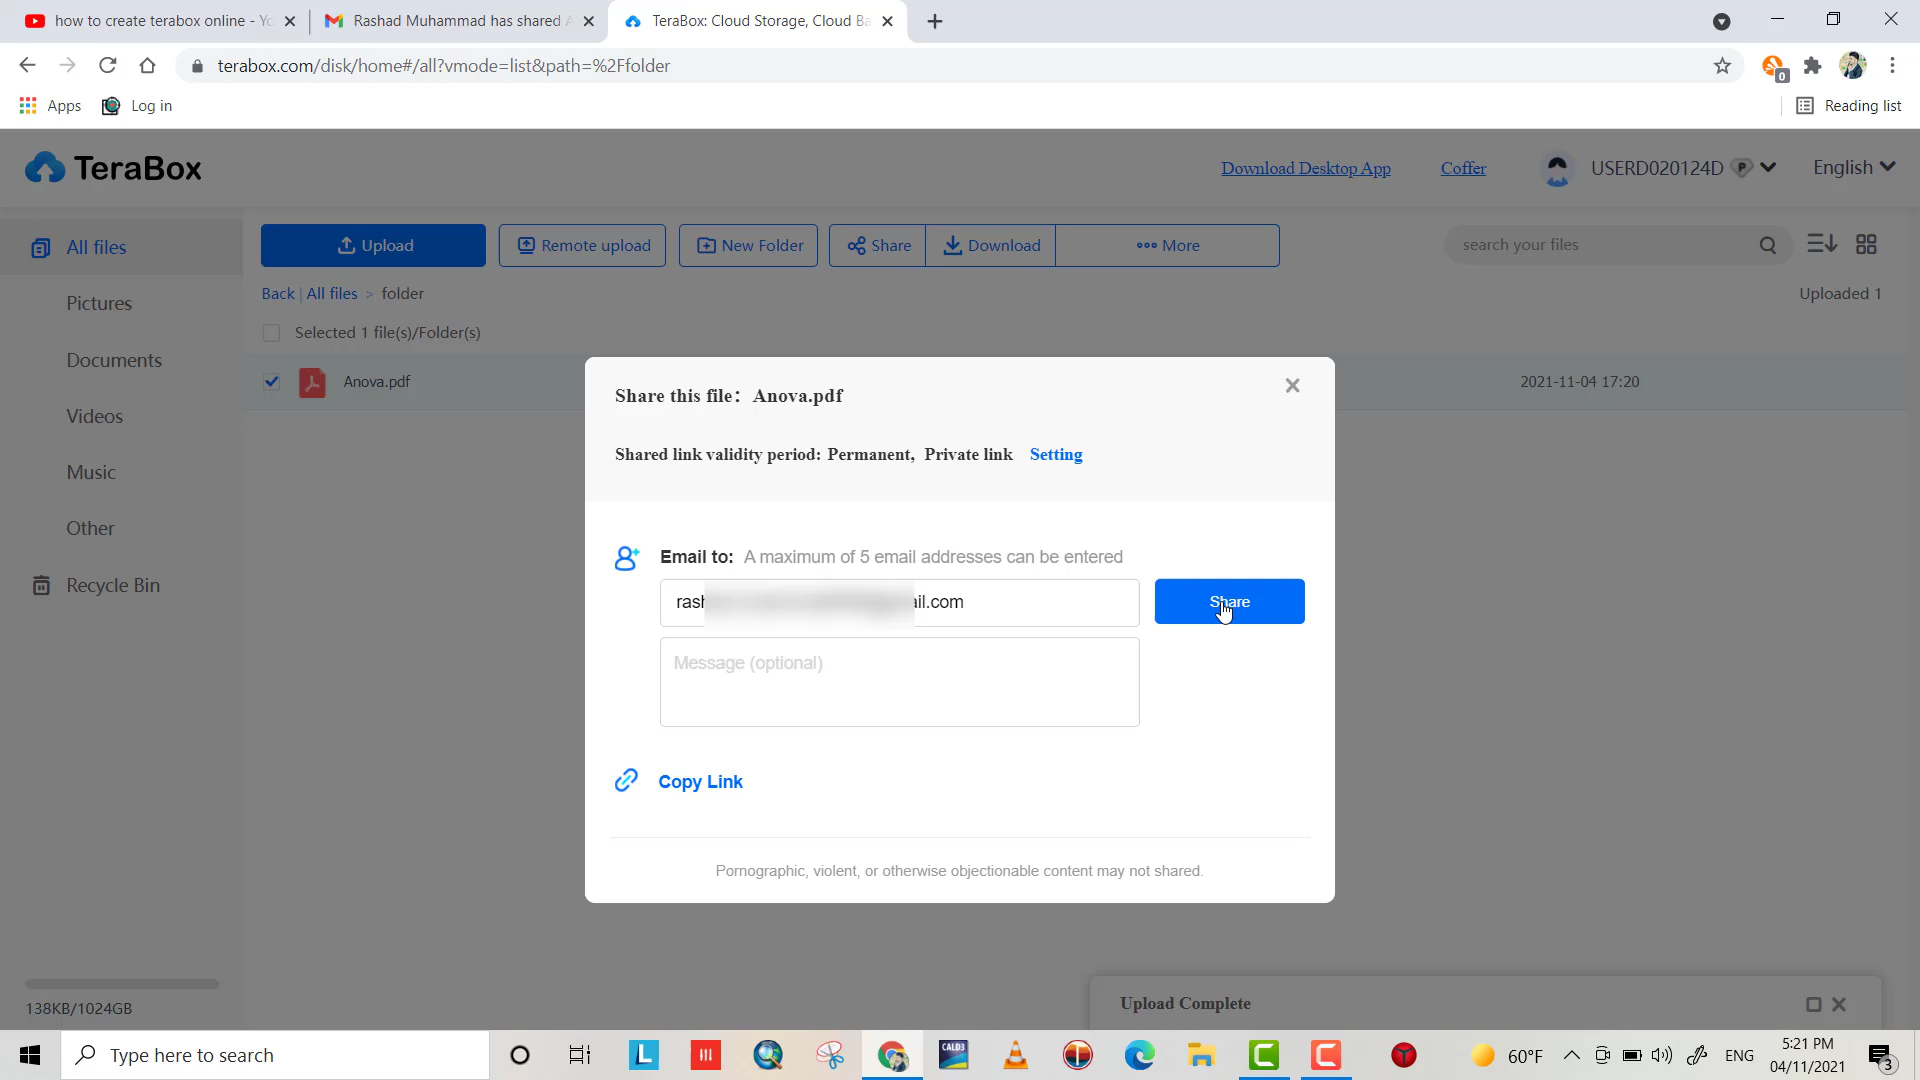 how to create terabox online - Yo
Rashad Muhammad has shared A
TeraBox: Cloud Storage, Cloud Ba
terabox.com/disk/home#/all?vmode=list&path=%2Ffolder
0
Apps
Log in
Reading list
TeraBox
Download Desktop App
Coffer
USERD020124D
P
English
All files
Upload
Remote upload
New Folder
Share
Download
More
search your files
Back | All files > folder
Uploaded 1
Pictures
Selected 1 file(s)/Folder(s)
Documents
Anova.pdf
2021-11-04 17:20
Videos
Music
Other
Recycle Bin
Share this file: Anova.pdf
Shared link validity period: Permanent, Private link Setting
Email to: A maximum of 5 email addresses can be entered
Share
Message (optional)
Copy Link
Pornographic, violent, or otherwise objectionable content may not shared.
138KB/1024GB
Upload Complete
Type here to search
L
CALD3
C
C
60°F
ENG
5:21 PM
04/11/2021
3